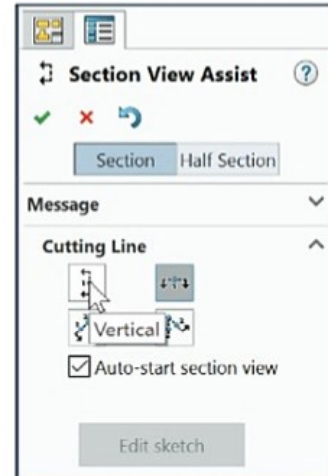 Section View Assist
?
Section Half Section
Message
Cutting Line
Vertical
Auto-start section view
Edit sketch